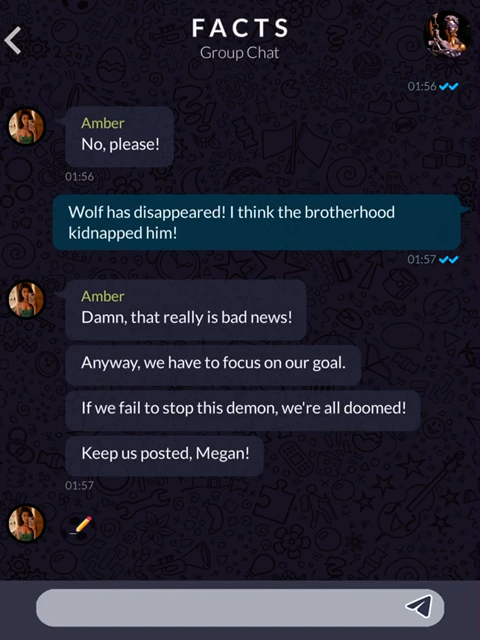 FACTS
Group Chat
01:56
Amber
No, please!
01:56
Wolf has disappeared! I think the brotherhood
kidnapped him!
01:57
Amber
Damn, that really is bad news!
Anyway, we have to focus on our goal.
If we fail to stop this demon, we're all doomed!
Keep us posted, Megan!
01:57